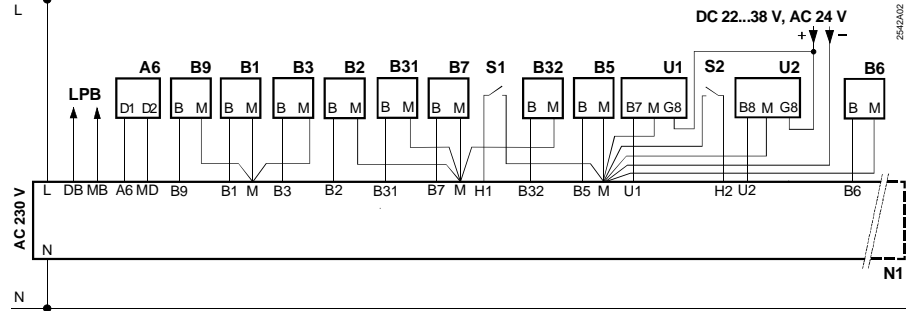 L
DC 22...38 V, AC 24 V
2542A02
+ −
A6 B9 B1 B3 B2 B31 B7 S1 B32 B5 U1 S2 U2 B6
LPB
D1 D2 B M B M B M B M B M B M B M B M B7 M G8 B8 M G8 B M
L DB MB A6 MD B9 B1 M B3 B2 B31 B7 M H1 B32 B5 M U1 H2 U2 B6
AC 230 V
N
N1
N